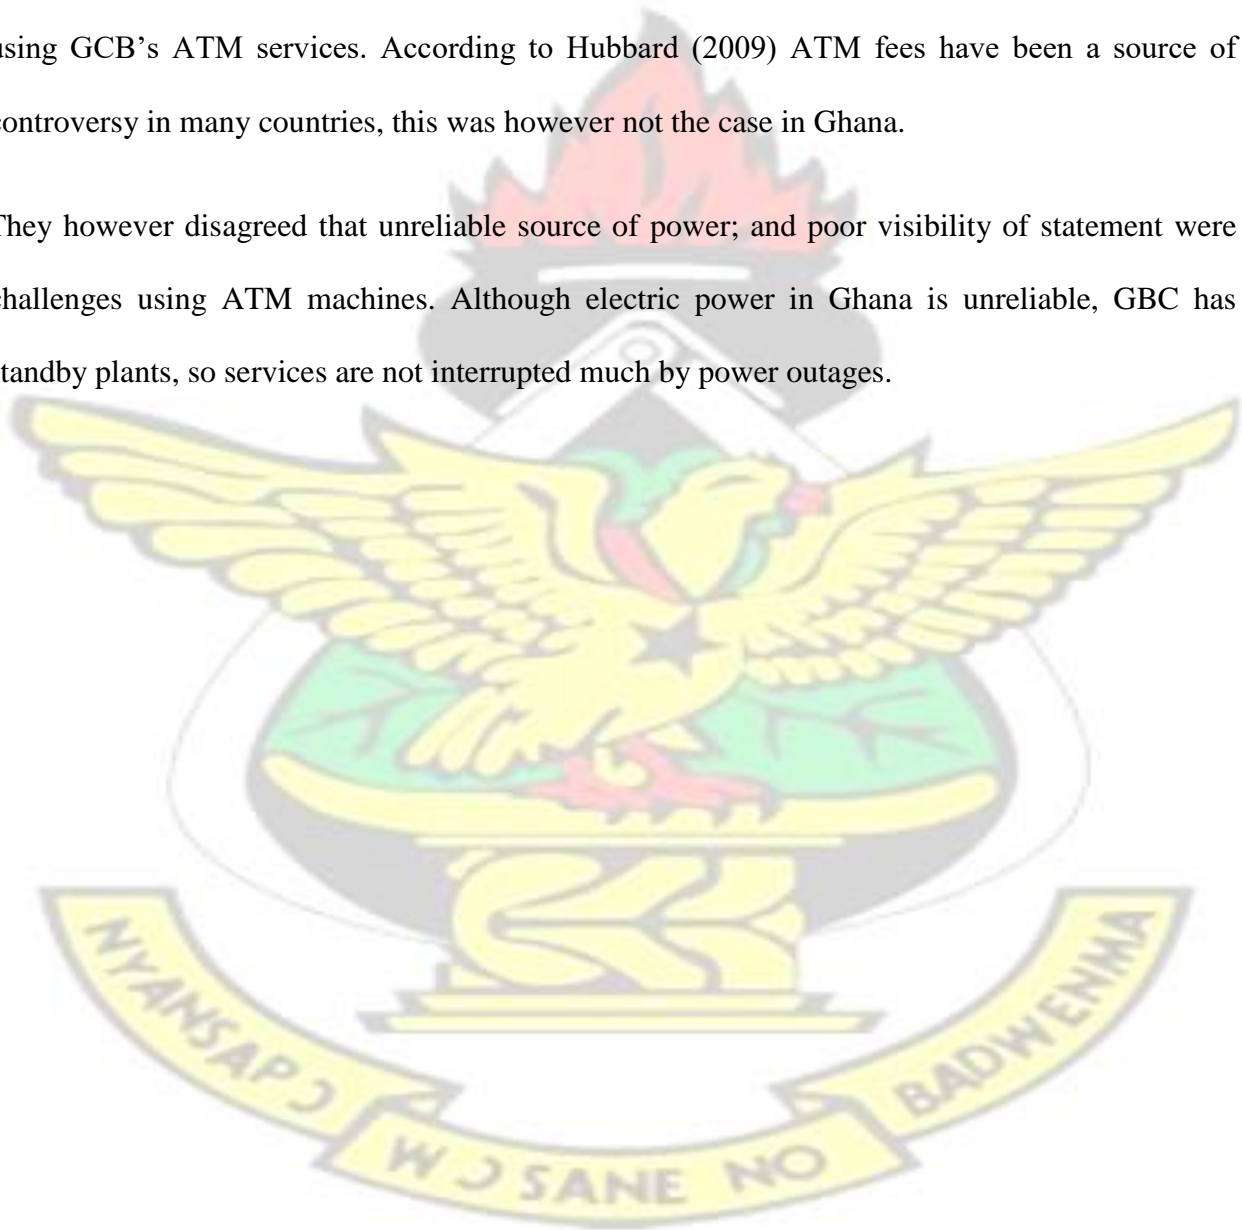 using GCB’s ATM services. According to Hubbard (2009) ATM fees have been a source of
controversy in many countries, this was however not the case in Ghana.
They however disagreed that unreliable source of power; and poor visibility of statement were
challenges using ATM machines. Although electric power in Ghana is unreliable, GBC has
standby plants, so services are not interrupted much by power outages.
NYANSAPƆ
WƆSANE NO
BADWENMA